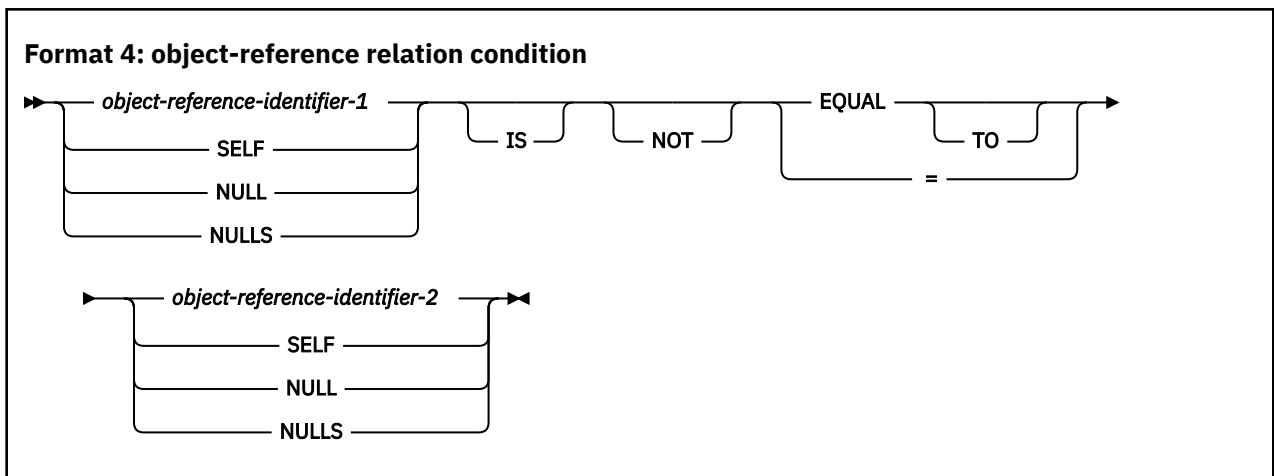 Format 4: object-reference relation condition
object-reference-identifier-1 EQUAL
IS NOT TO
SELF
=
NULL
NULLS
object-reference-identifier-2
SELF
NULL
NULLS